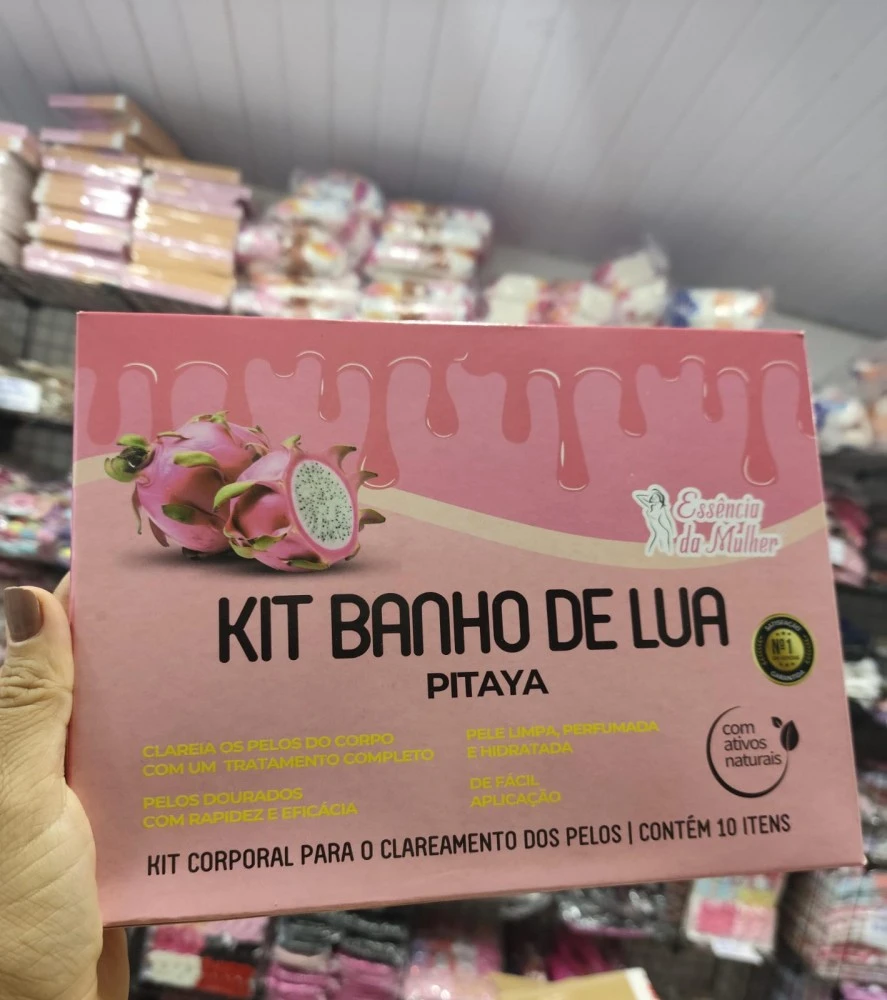 Essência
da Mulher
KIT BANHO DE LUA
PITAYA
SATISFAÇÃO
Nº1
GARANTIDA
CLAREIA OS PELOS DO CORPO
COM UM TRATAMENTO COMPLETO
PELE LIMPA, PERFUMADA
E HIDRATADA
com
ativos
naturais
PELOS DOURADOS
COM RAPIDEZ E EFICÁCIA
DE FÁCIL
APLICAÇÃO
KIT CORPORAL PARA O CLAREAMENTO DOS PELOS | CONTÉM 10 ITENS